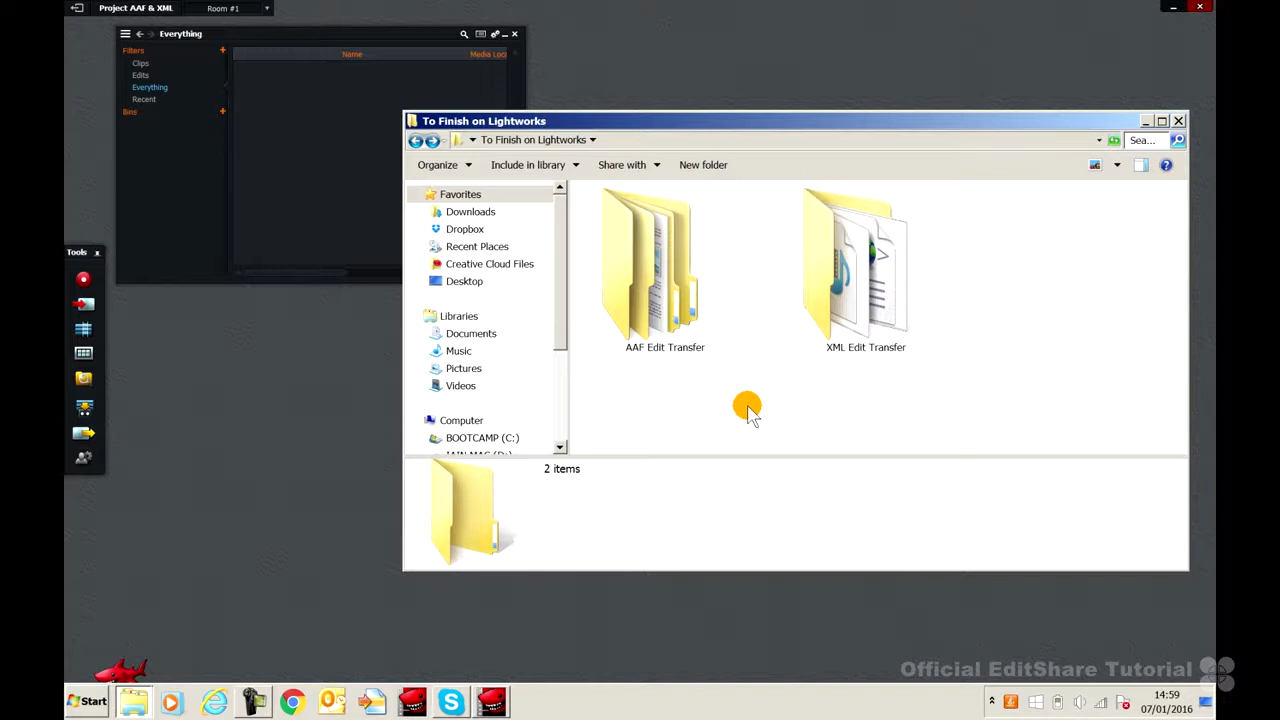 Project AAF & XML
Room #1
Everything
Filters
Clips
Edits
Everything
Recent
Bins
Name
Media Loc
To Finish on Lightworks
To Finish on Lightworks
Sea...
Organize
Include in library
Share with
New folder
Favorites
Downloads
Dropbox
Recent Places
Creative Cloud Files
Desktop
Libraries
Documents
Music
Pictures
Videos
Computer
BOOTCAMP (C:)
IAIN MAC (D:)
AAF Edit Transfer
XML Edit Transfer
2 items
Tools
Official EditShare Tutorial
Start
14:59
07/01/2016